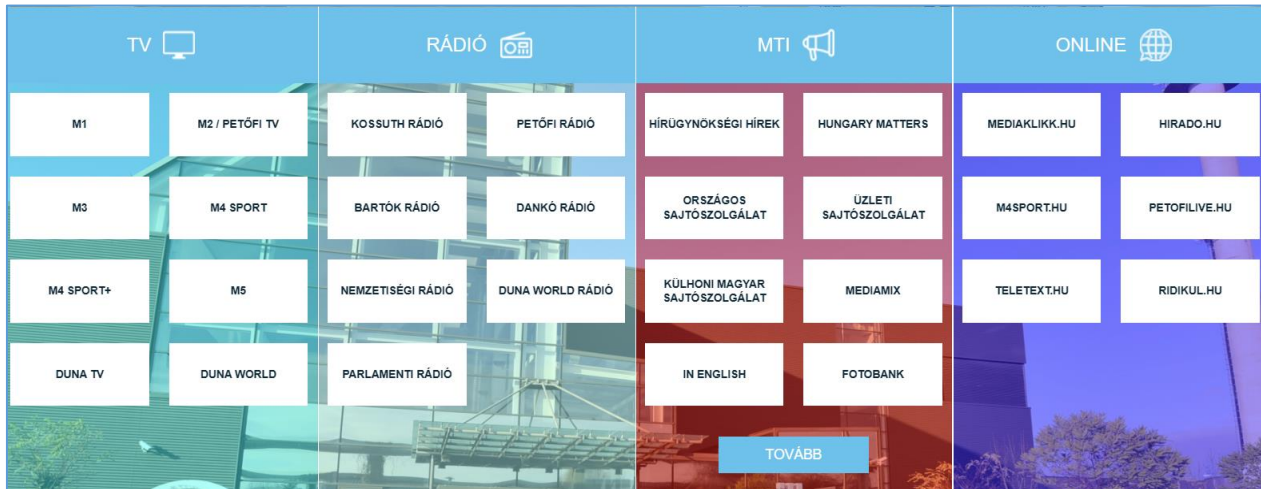 TV
M1
M2 / PETŐFI TV
M3
M4 SPORT
M4 SPORT+
M5
DUNA TV
DUNA WORLD
RÁDIÓ
KOSSUTH RÁDIÓ
PETŐFI RÁDIÓ
BARTÓK RÁDIÓ
DANKÓ RÁDIÓ
NEMZETISÉGI RÁDIÓ
DUNA WORLD RÁDIÓ
PARLAMENTI RÁDIÓ
MTI
HÍRÜGYNÖKSÉGI HÍREK
HUNGARY MATTERS
ORSZÁGOS
SAJTÓSZOLGÁLAT
ÜZLETI
SAJTÓSZOLGÁLAT
KÜLHONI MAGYAR
SAJTÓSZOLGÁLAT
MEDIAMIX
IN ENGLISH
FOTOBANK
TOVÁBB
ONLINE
MEDIAKLIKK.HU
HIRADO.HU
M4SPORT.HU
PETOFILIVE.HU
TELETEXT.HU
RIDIKUL.HU